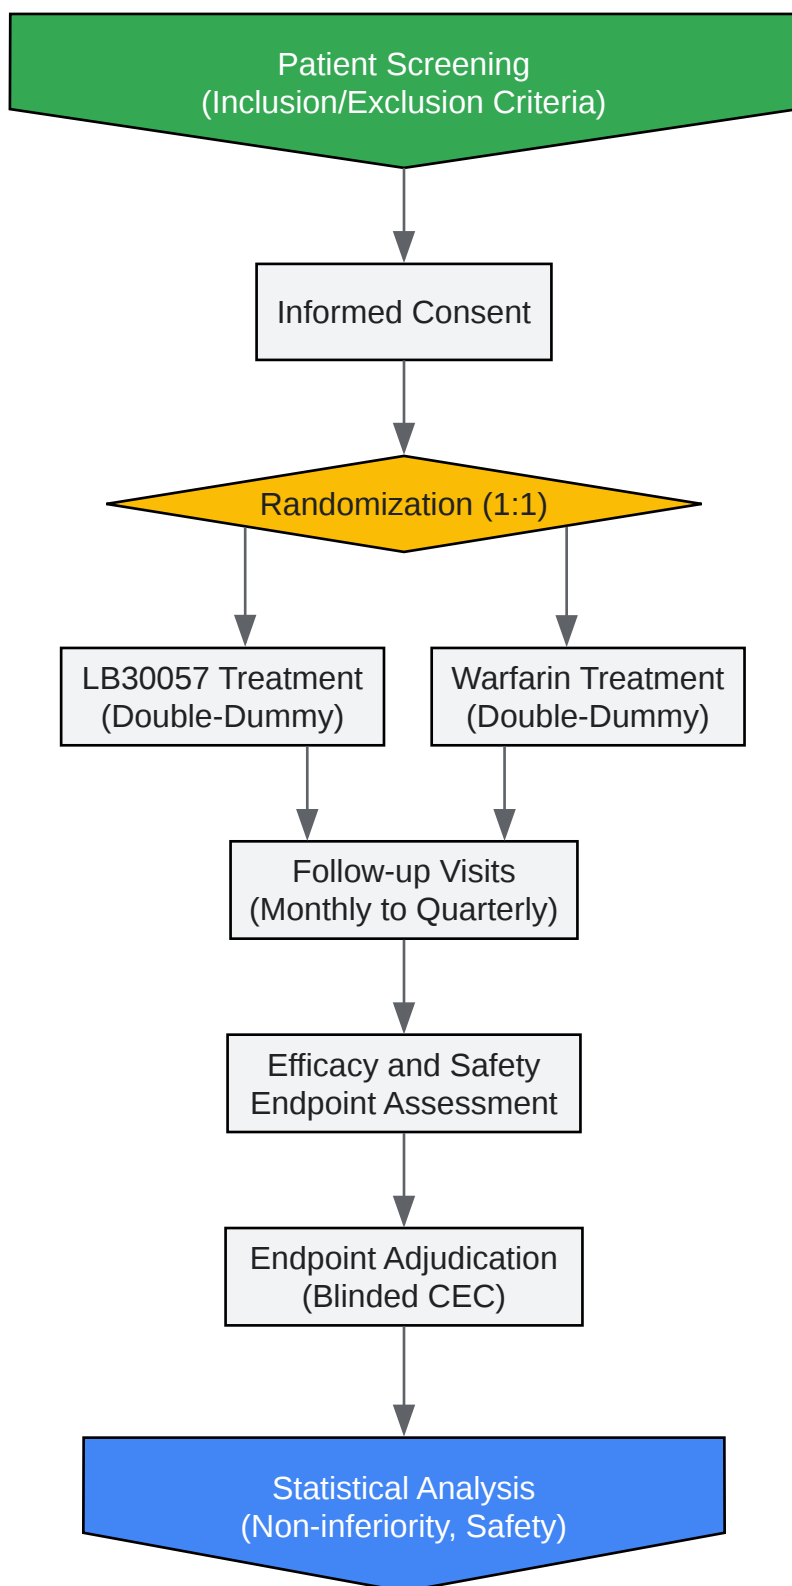 Patient Screening
(Inclusion/Exclusion Criteria)
Informed Consent
Randomization (1:1)
LB30057 Treatment
(Double-Dummy)
Warfarin Treatment
(Double-Dummy)
Follow-up Visits
(Monthly to Quarterly)
Efficacy and Safety
Endpoint Assessment
Endpoint Adjudication
(Blinded CEC)
Statistical Analysis
(Non-inferiority, Safety)